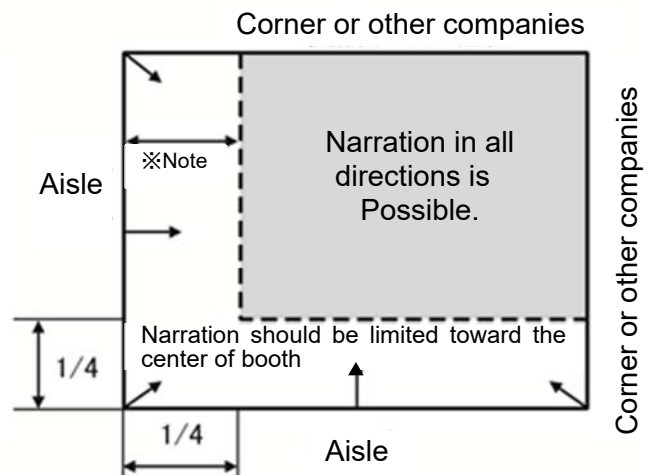 Corner or other companies
Narration in all
directions is
Possible.
※Note
Aisle
Corner or other companies
Narration should be limited toward the
center of booth
1/4
1/4
Aisle